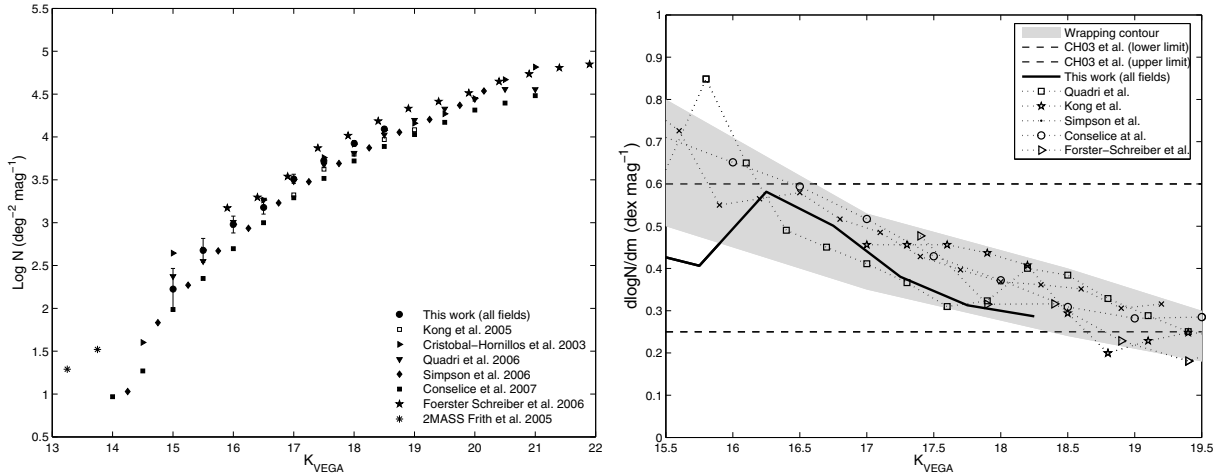 5
4.5
4
3.5
3
2.5
2
1.5
1
0.5
Log N (deg⁻² mag⁻¹)
14
15
16
17
18
19
20
21
22
K_VEGA
This work (all fields)
Kong et al. 2005
Cristobal−Hornillos et al. 2003
Quadri et al. 2006
Simpson et al. 2006
Conselice et al. 2007
Foerster Schreiber et al. 2006
2MASS Frith et al. 2005
1
0.9
0.8
0.7
0.6
0.5
0.4
0.3
0.2
0.1
0
dlogN/dm (dex mag⁻¹)
15.5
16
16.5
17
17.5
18
18.5
19
19.5
K_VEGA
Wrapping contour
CH03 et al. (lower limit)
CH03 et al. (upper limit)
This work (all fields)
Quadri et al.
Kong et al.
Simpson et al.
Conselice at al.
Forster−Schreiber et al.